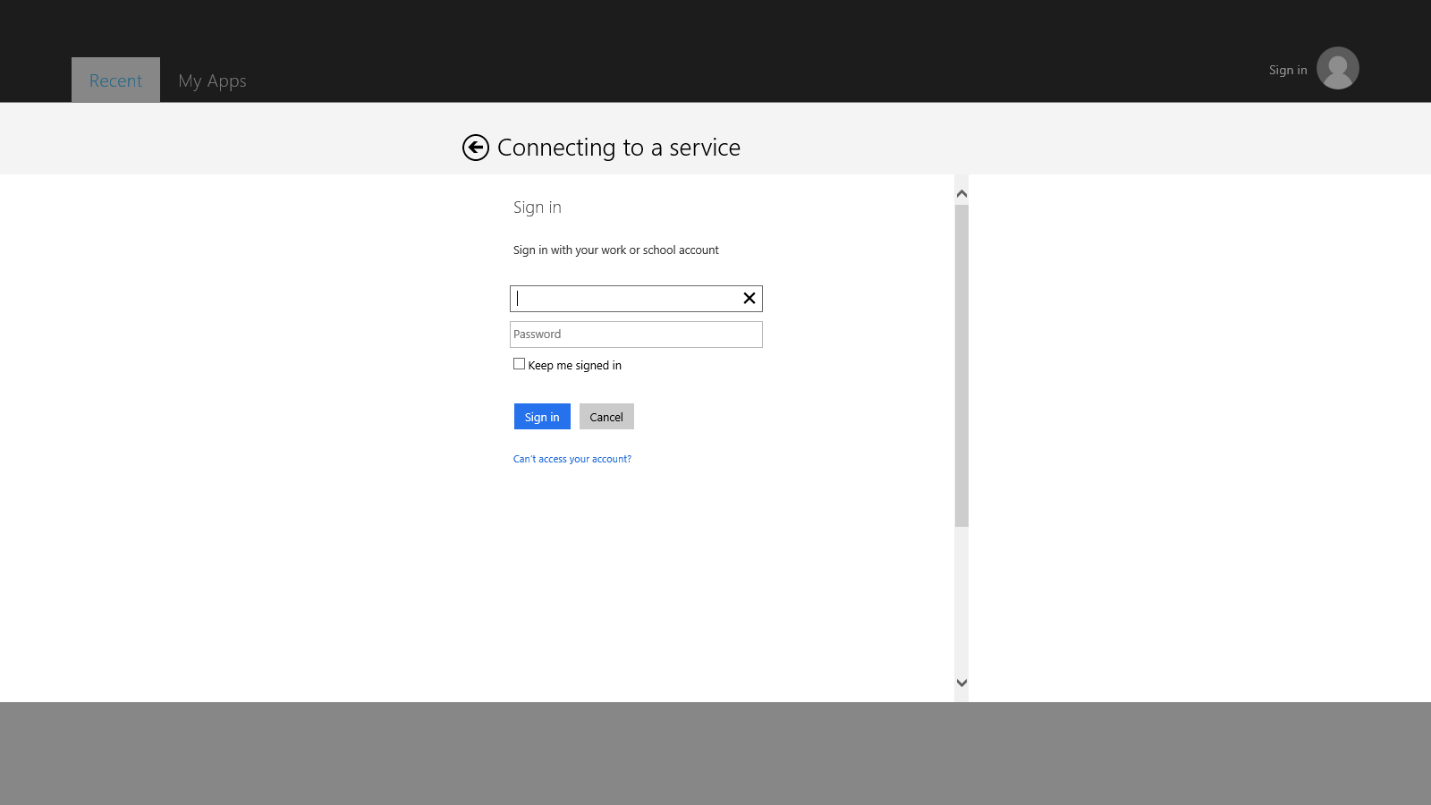 Recent
My Apps
Sign in
Connecting to a service
Sign in
Sign in with your work or school account
Password
Keep me signed in
Sign in
Cancel
Can't access your account?